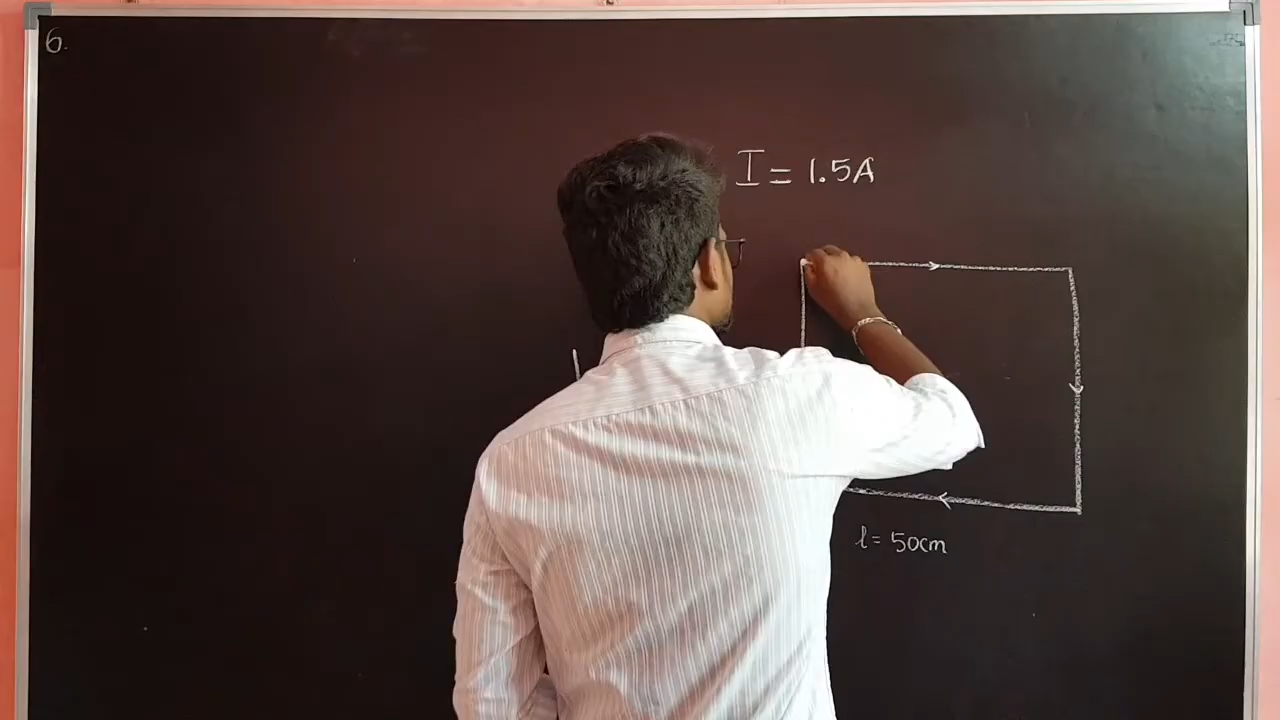 6.
I = 1.5A
l = 50cm